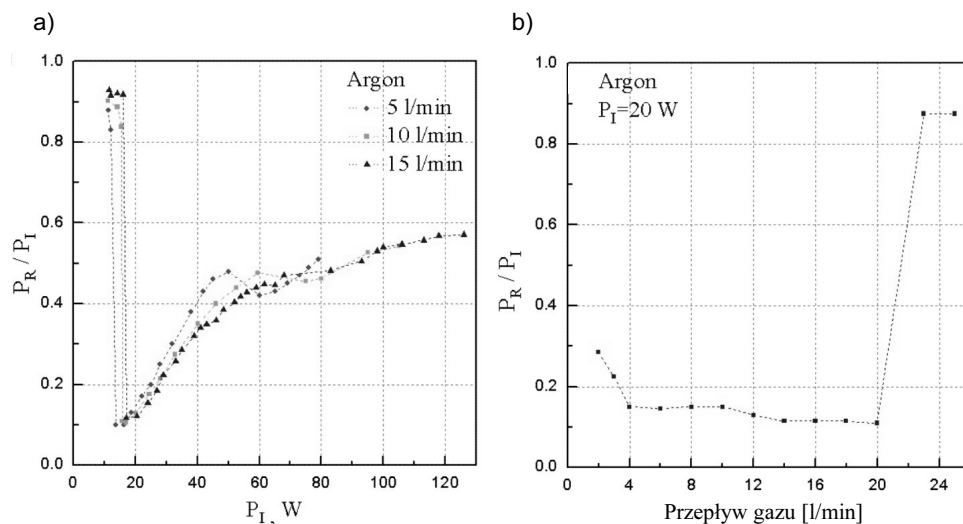 a)
1.0
0.8
0.6
0.4
0.2
0.0
P_R / P_I
Argon
5 l/min
10 l/min
15 l/min
0 20 40 60 80 100 120
P_I, W
b)
1.0
0.8
0.6
0.4
0.2
0.0
P_R / P_I
Argon
P_I=20 W
0 4 8 12 16 20 24
Przepływ gazu [l/min]